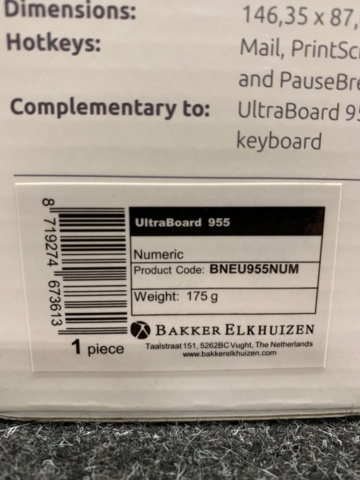 Dimensions: 146,35 x 87,
Hotkeys: Mail, PrintSc
and PauseBre
Complementary to: UltraBoard 95
keyboard
8 719274 673613
UltraBoard 955
Numeric
Product Code: BNEU955NUM
Weight: 175 g
1 piece
BAKKER ELKHUIZEN
Taalstraat 151, 5262BC Vught, The Netherlands
www.bakkerelkhuizen.com